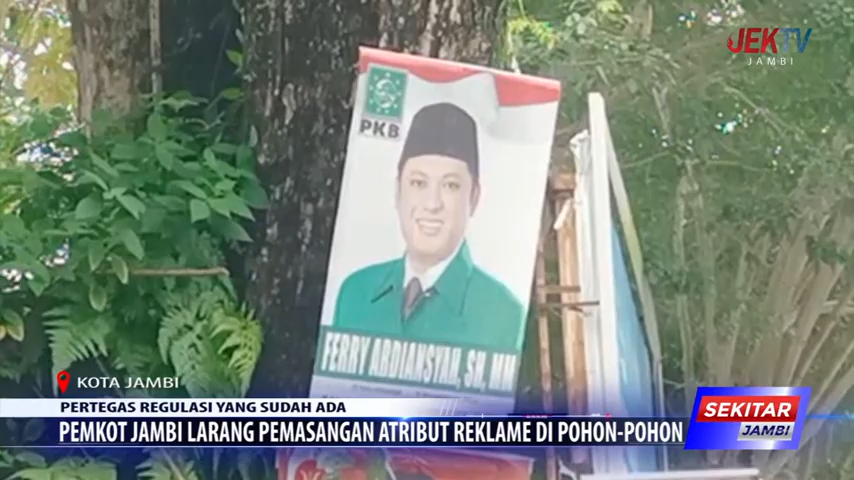 JEKTV
JAMBI
PKB
FERRY ABDIANSYAH, SH, MM
KOTA JAMBI
PERTEGAS REGULASI YANG SUDAH ADA
PEMKOT JAMBI LARANG PEMASANGAN ATRIBUT REKLAME DI POHON-POHON
SEKITAR
JAMBI